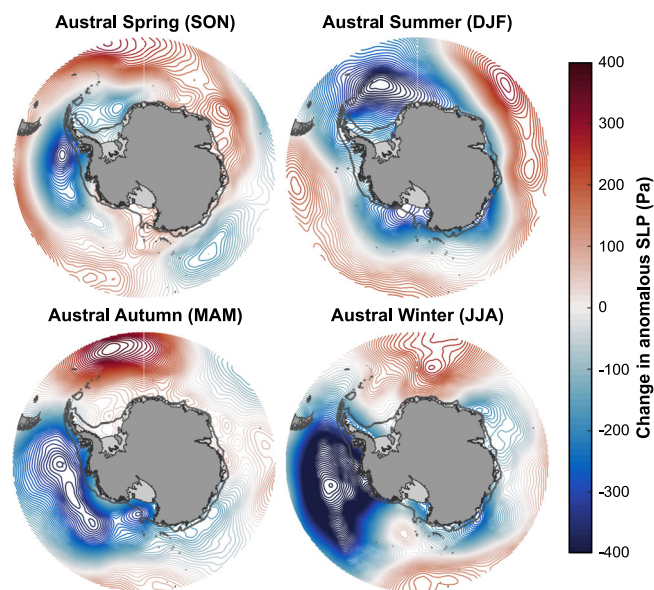 Austral Spring (SON)
Austral Summer (DJF)
Austral Autumn (MAM)
Austral Winter (JJA)
400
300
200
100
0
-100
-200
-300
-400
Change in anomalous SLP (Pa)